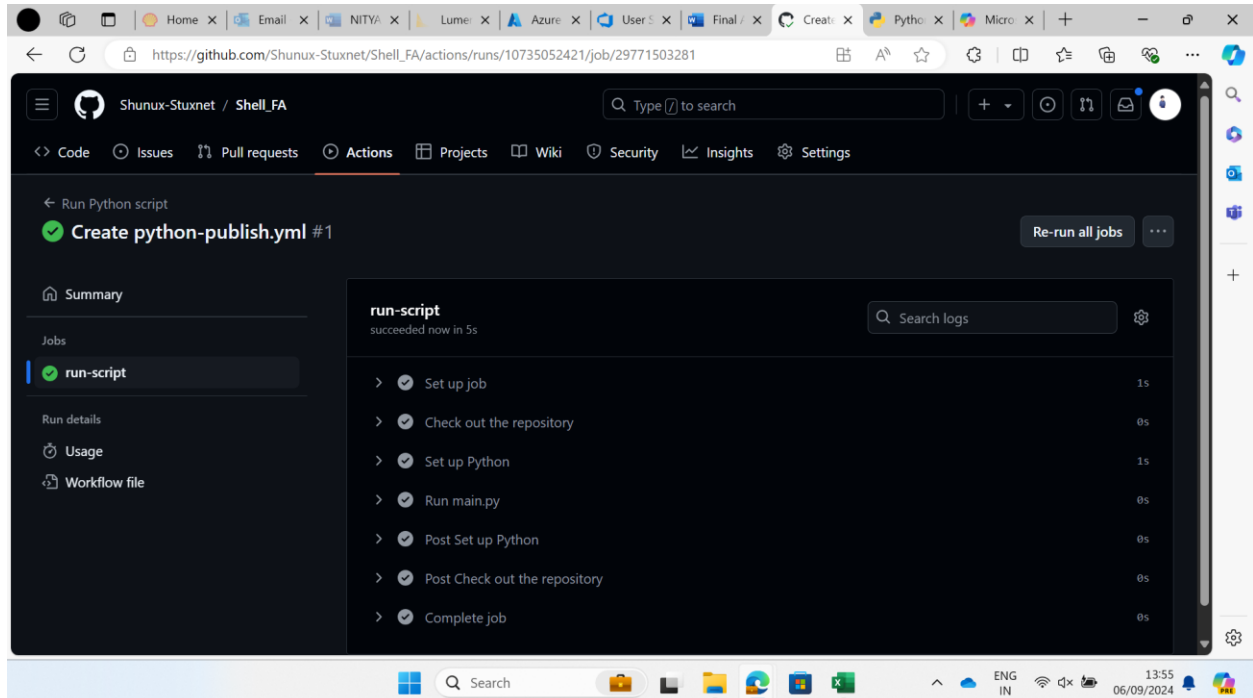 Home
Email
NITYA
Lume
Azure
User S
Final A
Create
Pytho
Micro
https://github.com/Shunux-Stuxnet/Shell_FA/actions/runs/10735052421/job/29771503281
Shunux-Stuxnet / Shell_FA
Type / to search
Code
Issues
Pull requests
Actions
Projects
Wiki
Security
Insights
Settings
Run Python script
Create python-publish.yml #1
Re-run all jobs
Summary
Jobs
run-script
Run details
Usage
Workflow file
run-script
succeeded now in 5s
Search logs
Set up job 1s
Check out the repository 0s
Set up Python 1s
Run main.py 0s
Post Set up Python 0s
Post Check out the repository 0s
Complete job 0s
Search
ENG
IN
13:55
06/09/2024
PRE